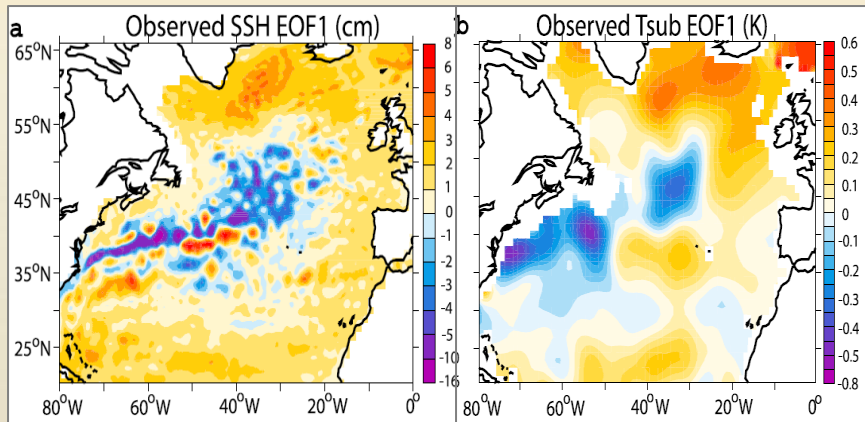 a
Observed SSH EOF1 (cm)
65°N
55°N
45°N
35°N
25°N
80°W
60°W
40°W
20°W
0°
8
6
4
3
2
1
0
-1
-2
-3
-4
-5
-10
-16
b
Observed Tsub EOF1 (K)
80°W
60°W
40°W
20°W
0°
0.6
0.5
0.4
0.3
0.2
0.1
0
-0.1
-0.2
-0.3
-0.4
-0.5
-0.8